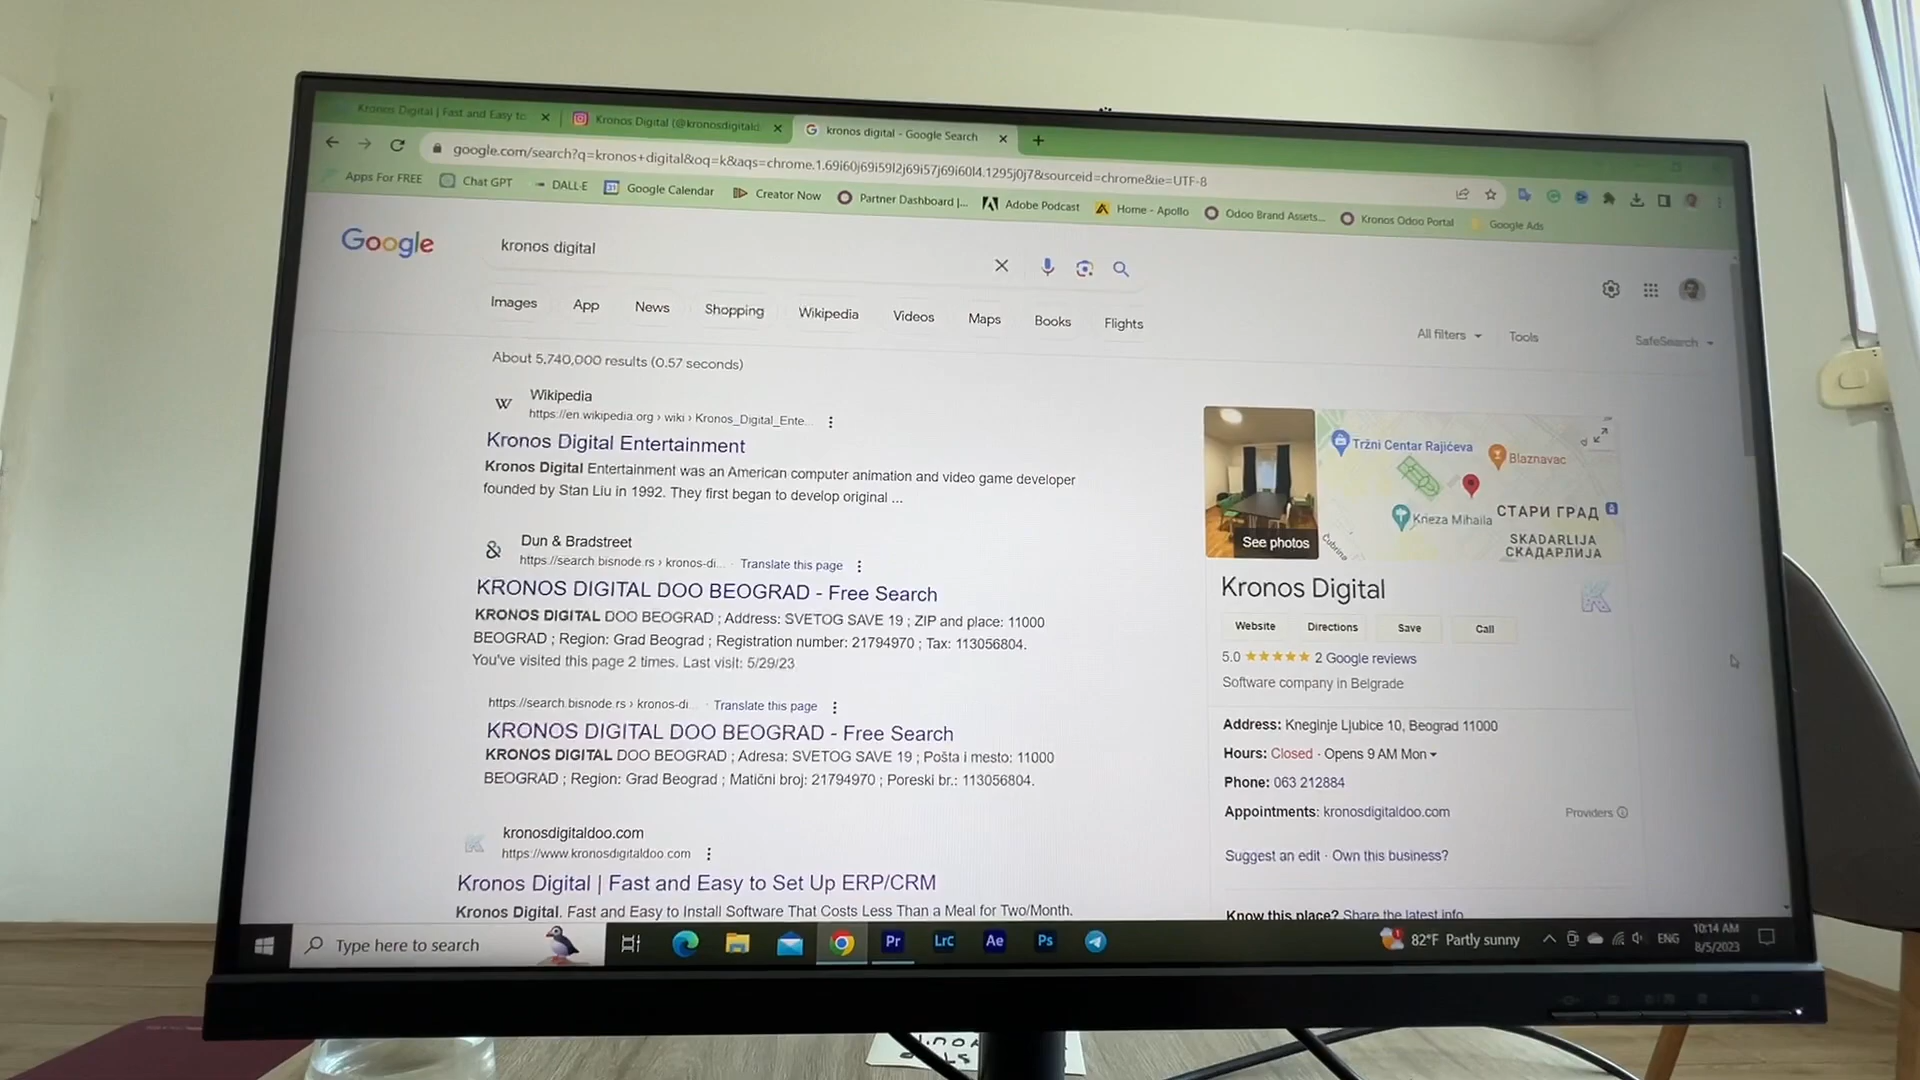 Kronos Digital | Fast and Easy to
Kronos Digital (@kronosdigitald
kronos digital - Google Search
google.com/search?q=kronos+digital&oq=k&aqs=chrome.1.69i60j69i59l2j69i57j69i60l4.1295j0j7&sourceid=chrome&ie=UTF-8
Apps For FREE
Chat GPT
DALL·E
Google Calendar
Creator Now
Partner Dashboard |...
Adobe Podcast
Home - Apollo
Odoo Brand Assets...
Kronos Odoo Portal
Google Ads
Google
kronos digital
Images
App
News
Shopping
Wikipedia
Videos
Maps
Books
Flights
All filters
Tools
SafeSearch
About 5,740,000 results (0.57 seconds)
W
Wikipedia
https://en.wikipedia.org › wiki › Kronos_Digital_Ente...
Kronos Digital Entertainment
Kronos Digital Entertainment was an American computer animation and video game developer
founded by Stan Liu in 1992. They first began to develop original ...
Dun & Bradstreet
https://search.bisnode.rs › kronos-di... · Translate this page
KRONOS DIGITAL DOO BEOGRAD - Free Search
KRONOS DIGITAL DOO BEOGRAD ; Address: SVETOG SAVE 19 ; ZIP and place: 11000
BEOGRAD ; Region: Grad Beograd ; Registration number: 21794970 ; Tax: 113056804.
You've visited this page 2 times. Last visit: 5/29/23
https://search.bisnode.rs › kronos-di... · Translate this page
KRONOS DIGITAL DOO BEOGRAD - Free Search
KRONOS DIGITAL DOO BEOGRAD ; Adresa: SVETOG SAVE 19 ; Pošta i mesto: 11000
BEOGRAD ; Region: Grad Beograd ; Matični broj: 21794970 ; Poreski br.: 113056804.
kronosdigitaldoo.com
https://www.kronosdigitaldoo.com
Kronos Digital | Fast and Easy to Set Up ERP/CRM
Kronos Digital. Fast and Easy to Install Software That Costs Less Than a Meal for Two/Month.
See photos
Tržni Centar Rajićeva
Blaznavac
Kneza Mihaila
СТАРИ ГРАД
SKADARLIJA
СКАДАРЛИЈА
Čubrina
Kronos Digital
K
Website
Directions
Save
Call
5.0 ★★★★★ 2 Google reviews
Software company in Belgrade
Address: Kneginje Ljubice 10, Beograd 11000
Hours: Closed · Opens 9 AM Mon
Phone: 063 212884
Appointments: kronosdigitaldoo.com
Providers
Suggest an edit · Own this business?
Know this place? Share the latest info
Type here to search
Pr
LrC
Ae
Ps
82°F Partly sunny
ENG
10:14 AM
8/5/2023